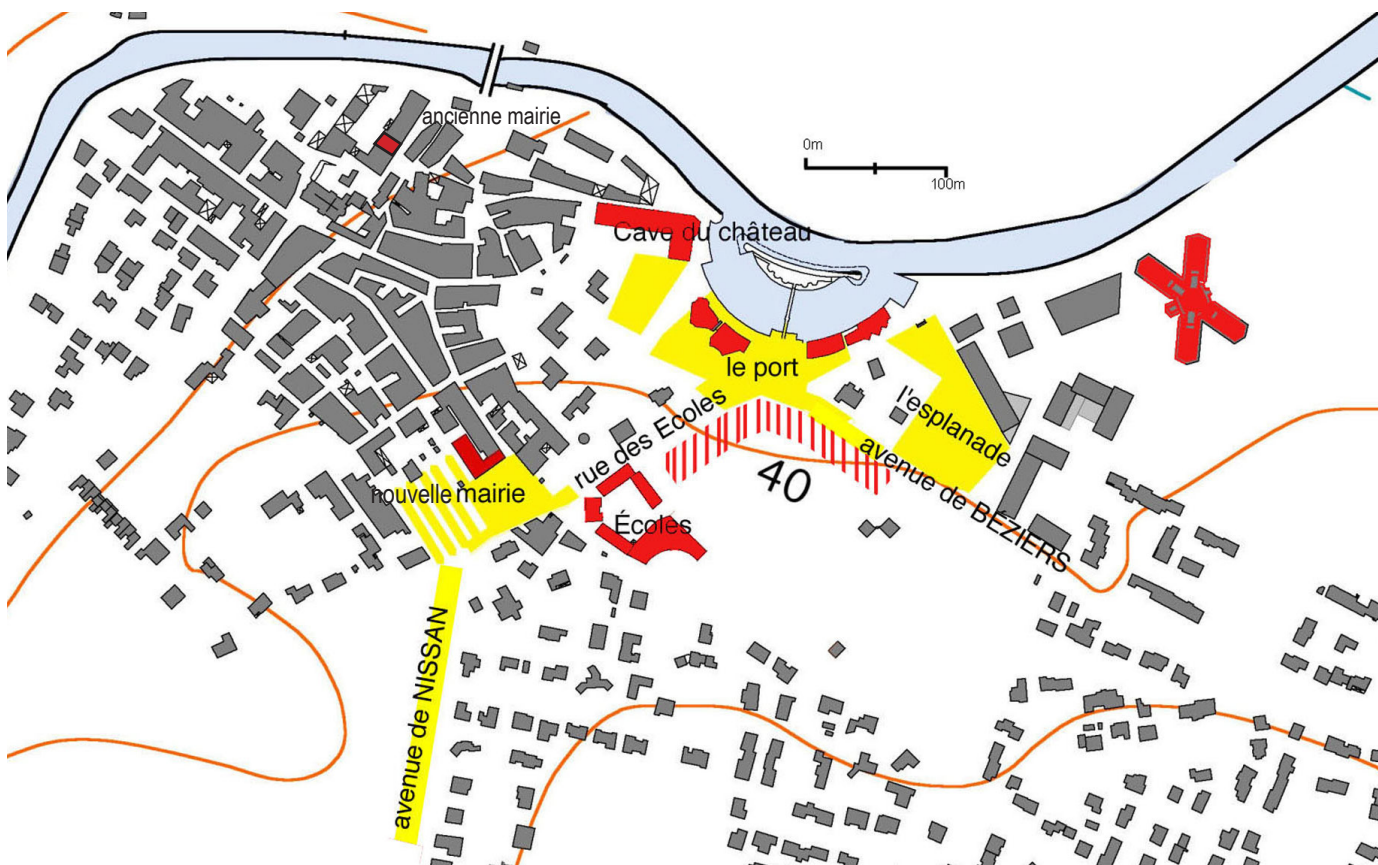 ancienne mairie
0m
100m
Cave du château
le port
l'esplanade
rue des Ecoles
avenue de BÉZIERS
40
nouvelle mairie
Écoles
avenue de NISSAN